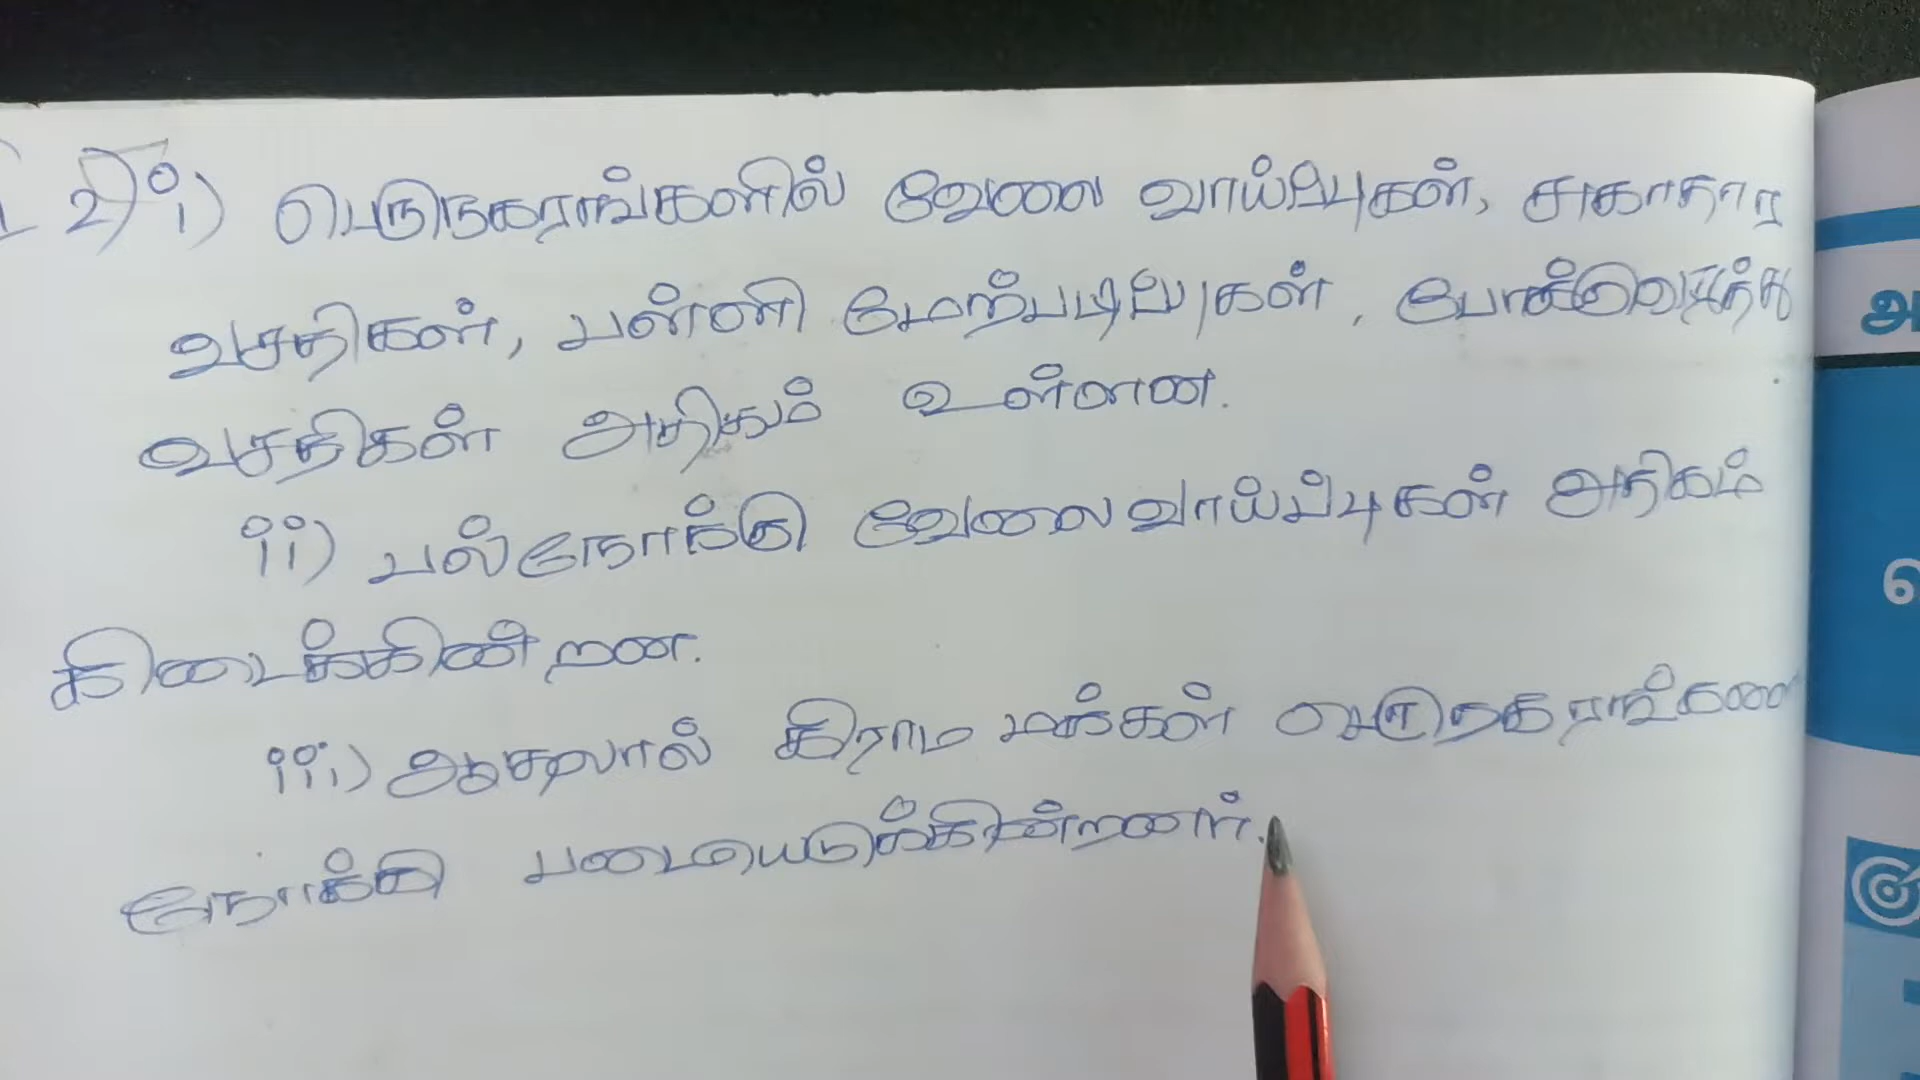 2) i) பெருநகரங்களில் வேலை வாய்ப்புகள், சுகாதார
வசதிகள், பள்ளி மேற்படிப்புகள், போக்குவரத்து
வசதிகள் அதிகம் உள்ளன.
ii) பல்நோக்கு வேலைவாய்ப்புகள் அதிகம்
கிடைக்கின்றன.
iii) ஆகலால் கிராம மக்கள் பெருநகரங்களை
நோக்கி படையெடுக்கின்றனர்.